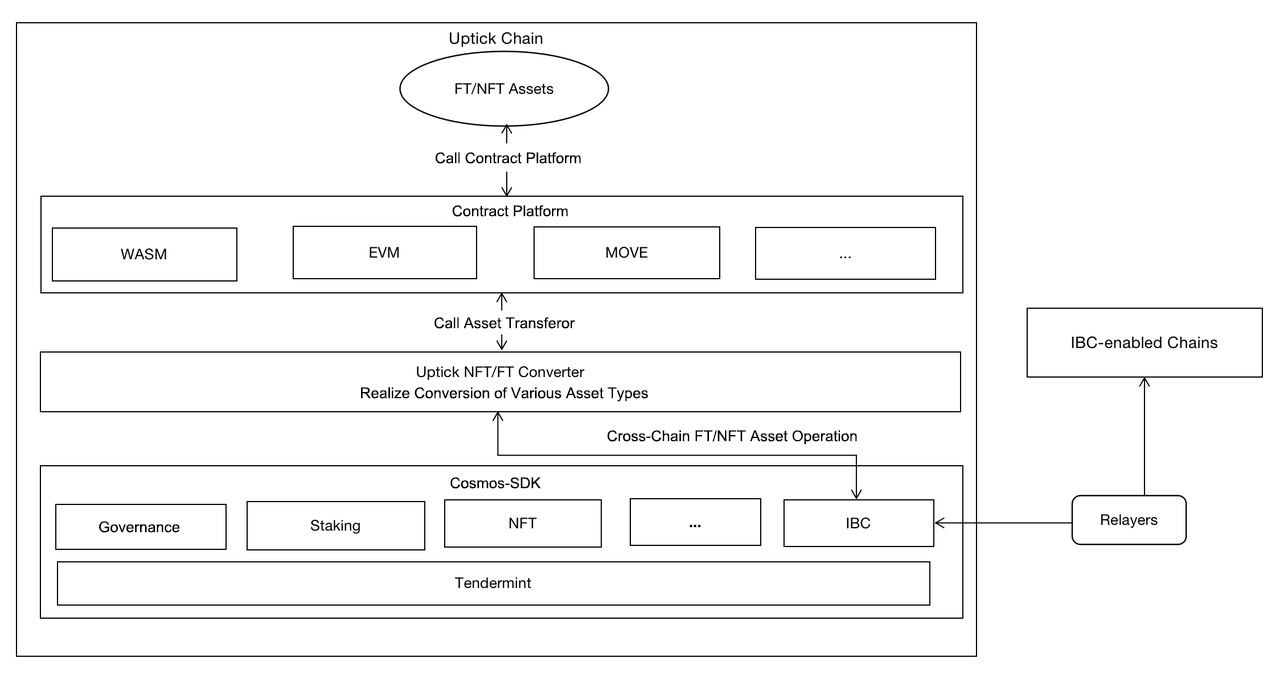 Uptick Chain
FT/NFT Assets
Call Contract Platform
Contract Platform
WASM
EVM
MOVE
...
Call Asset Transferor
Uptick NFT/FT Converter
Realize Conversion of Various Asset Types
IBC-enabled Chains
Cross-Chain FT/NFT Asset Operation
Cosmos-SDK
Governance
Staking
NFT
...
IBC
Relayers
Tendermint